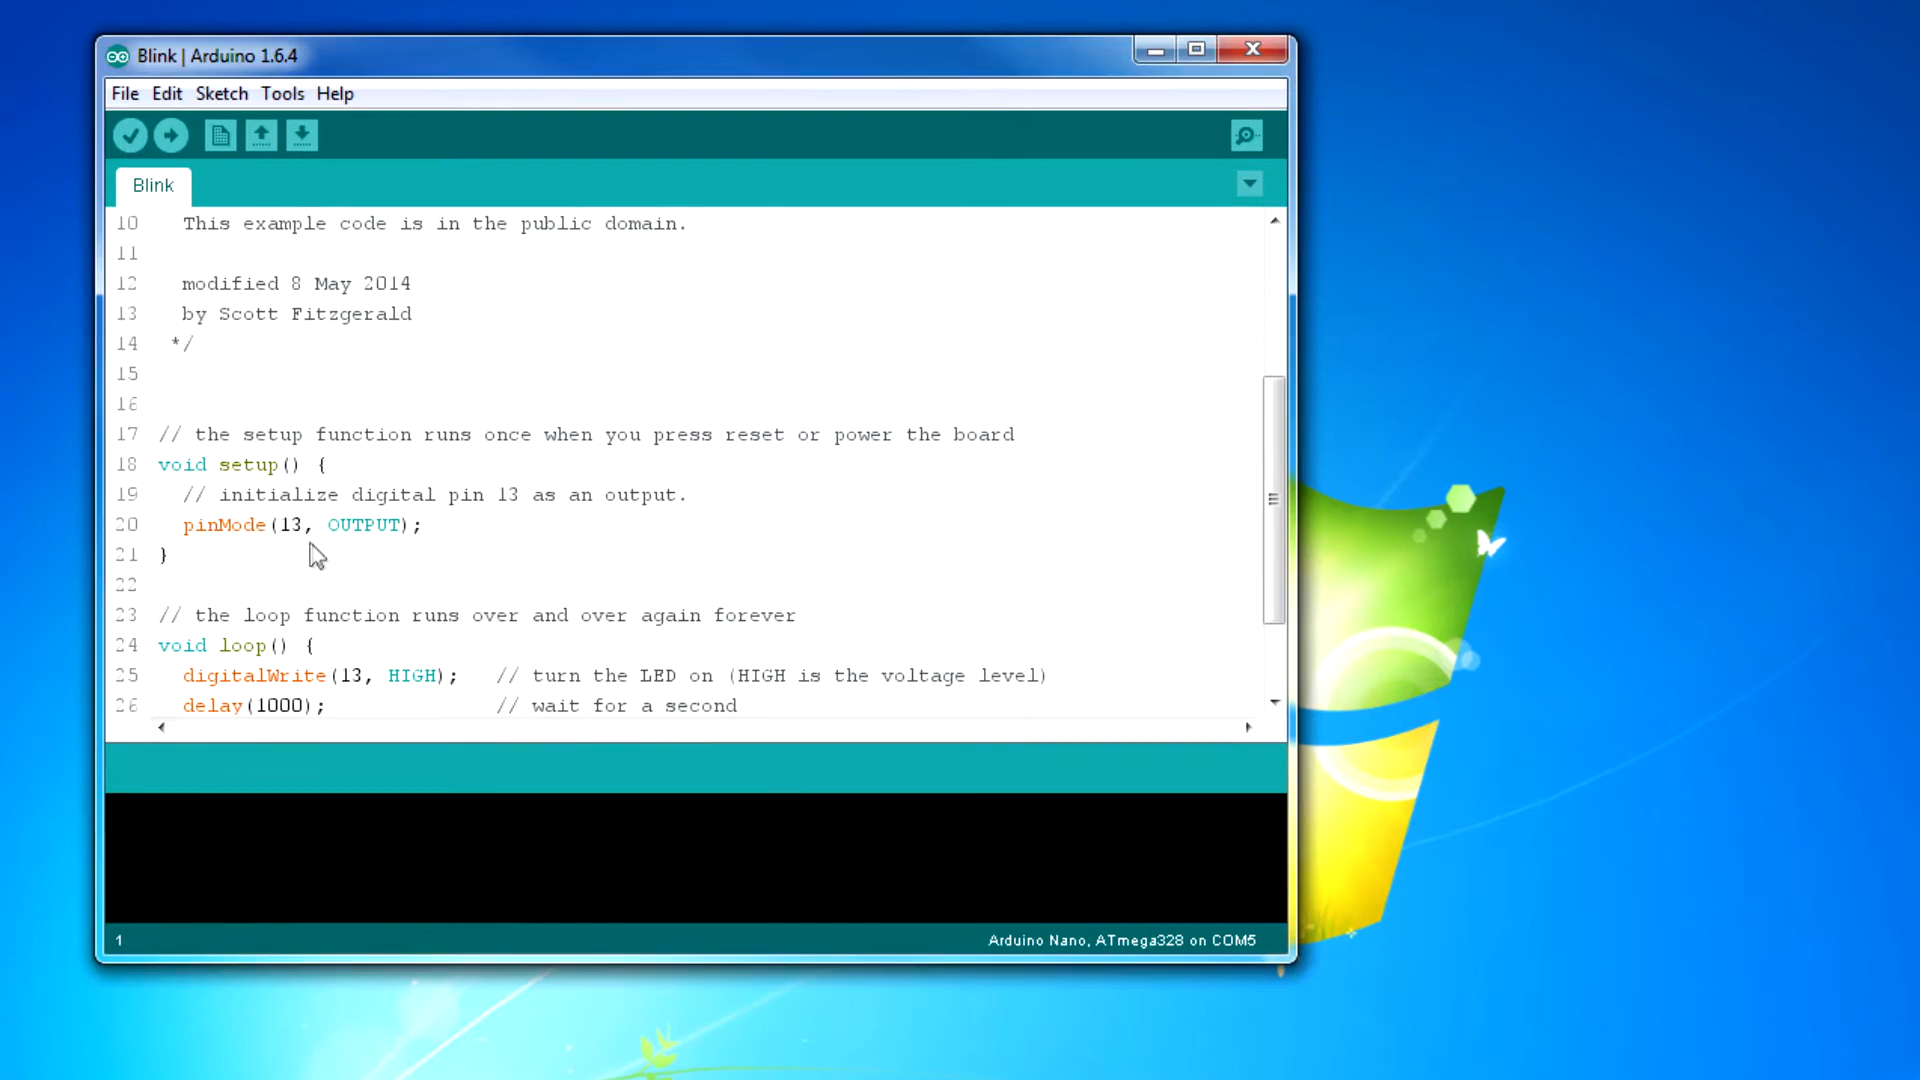 Blink | Arduino 1.6.4
File Edit Sketch Tools Help
Blink
10 This example code is in the public domain.
11
12 modified 8 May 2014
13 by Scott Fitzgerald
14 */
15
16
17 // the setup function runs once when you press reset or power the board
18 void setup() {
19 // initialize digital pin 13 as an output.
20 pinMode(13, OUTPUT);
21 }
22
23 // the loop function runs over and over again forever
24 void loop() {
25 digitalWrite(13, HIGH); // turn the LED on (HIGH is the voltage level)
26 delay(1000); // wait for a second
1 Arduino Nano, ATmega328 on COM5